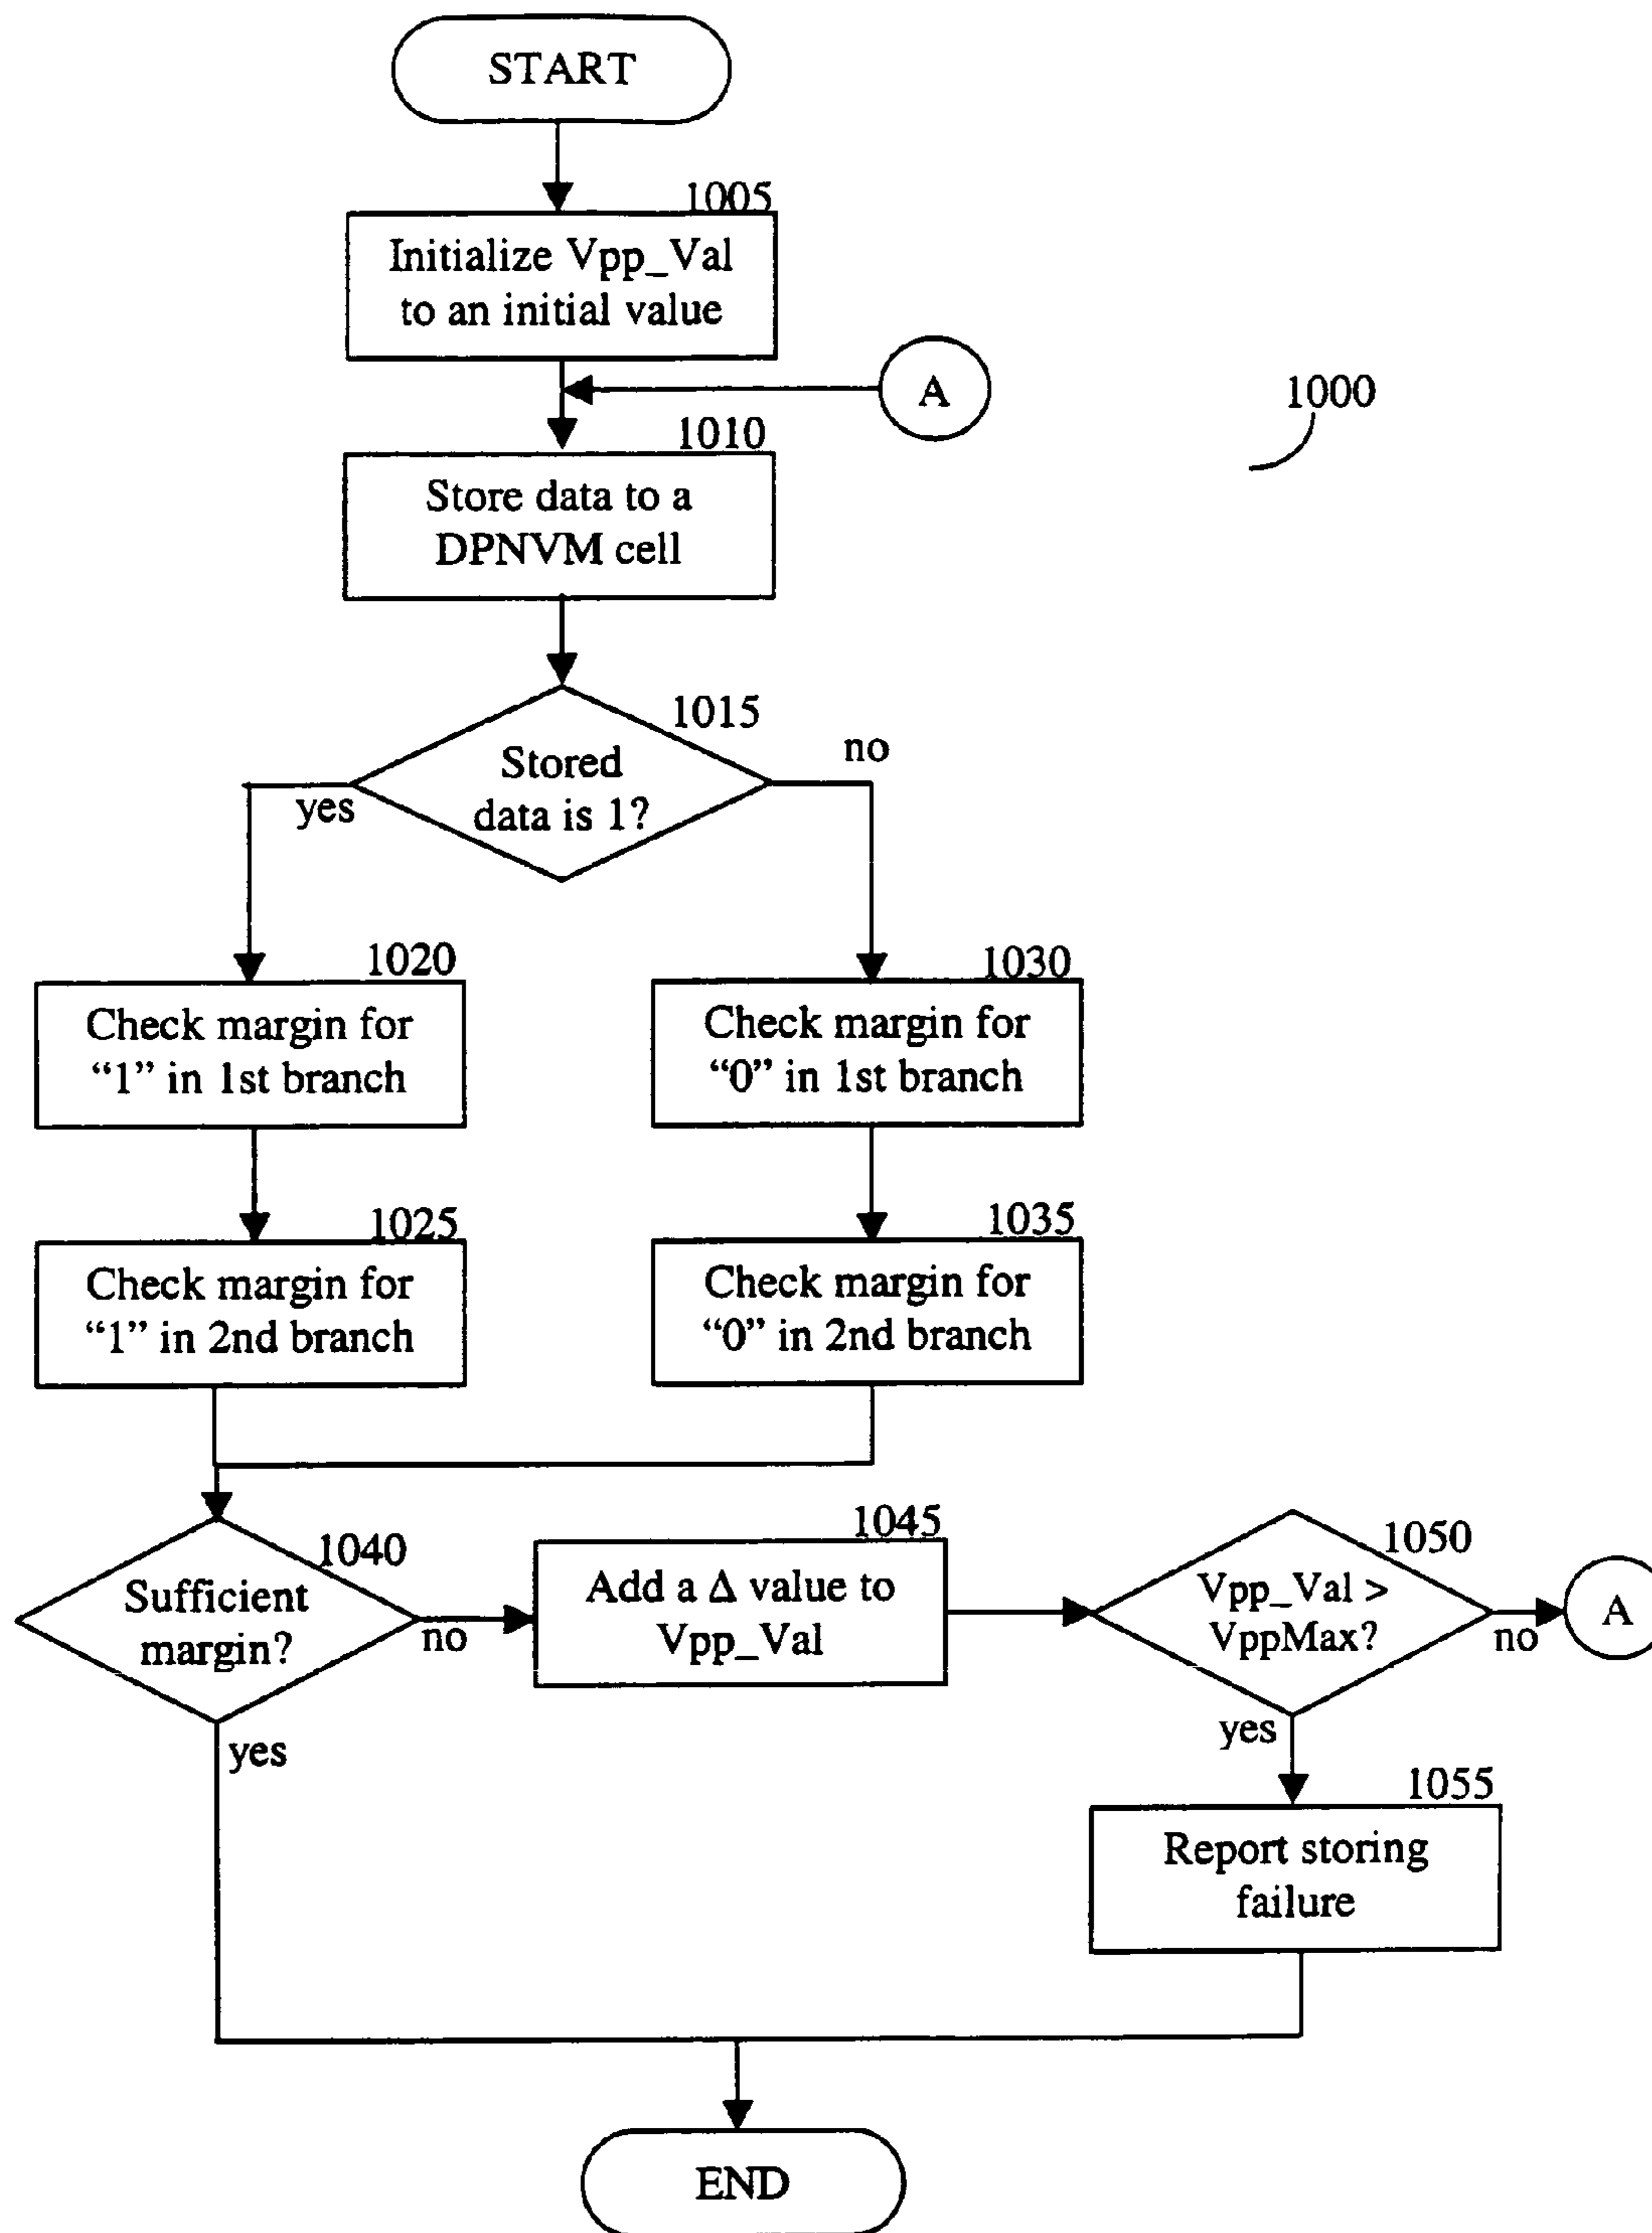 START
1005
Initialize Vpp_Val
to an initial value
A
1000
1010
Store data to a
DPNVM cell
1015
Stored
data is 1?
yes
no
1020
Check margin for
“1” in 1st branch
1030
Check margin for
“0” in 1st branch
1025
Check margin for
“1” in 2nd branch
1035
Check margin for
“0” in 2nd branch
1040
Sufficient
margin?
no
yes
1045
Add a Δ value to
Vpp_Val
1050
Vpp_Val >
VppMax?
no
A
yes
1055
Report storing
failure
END